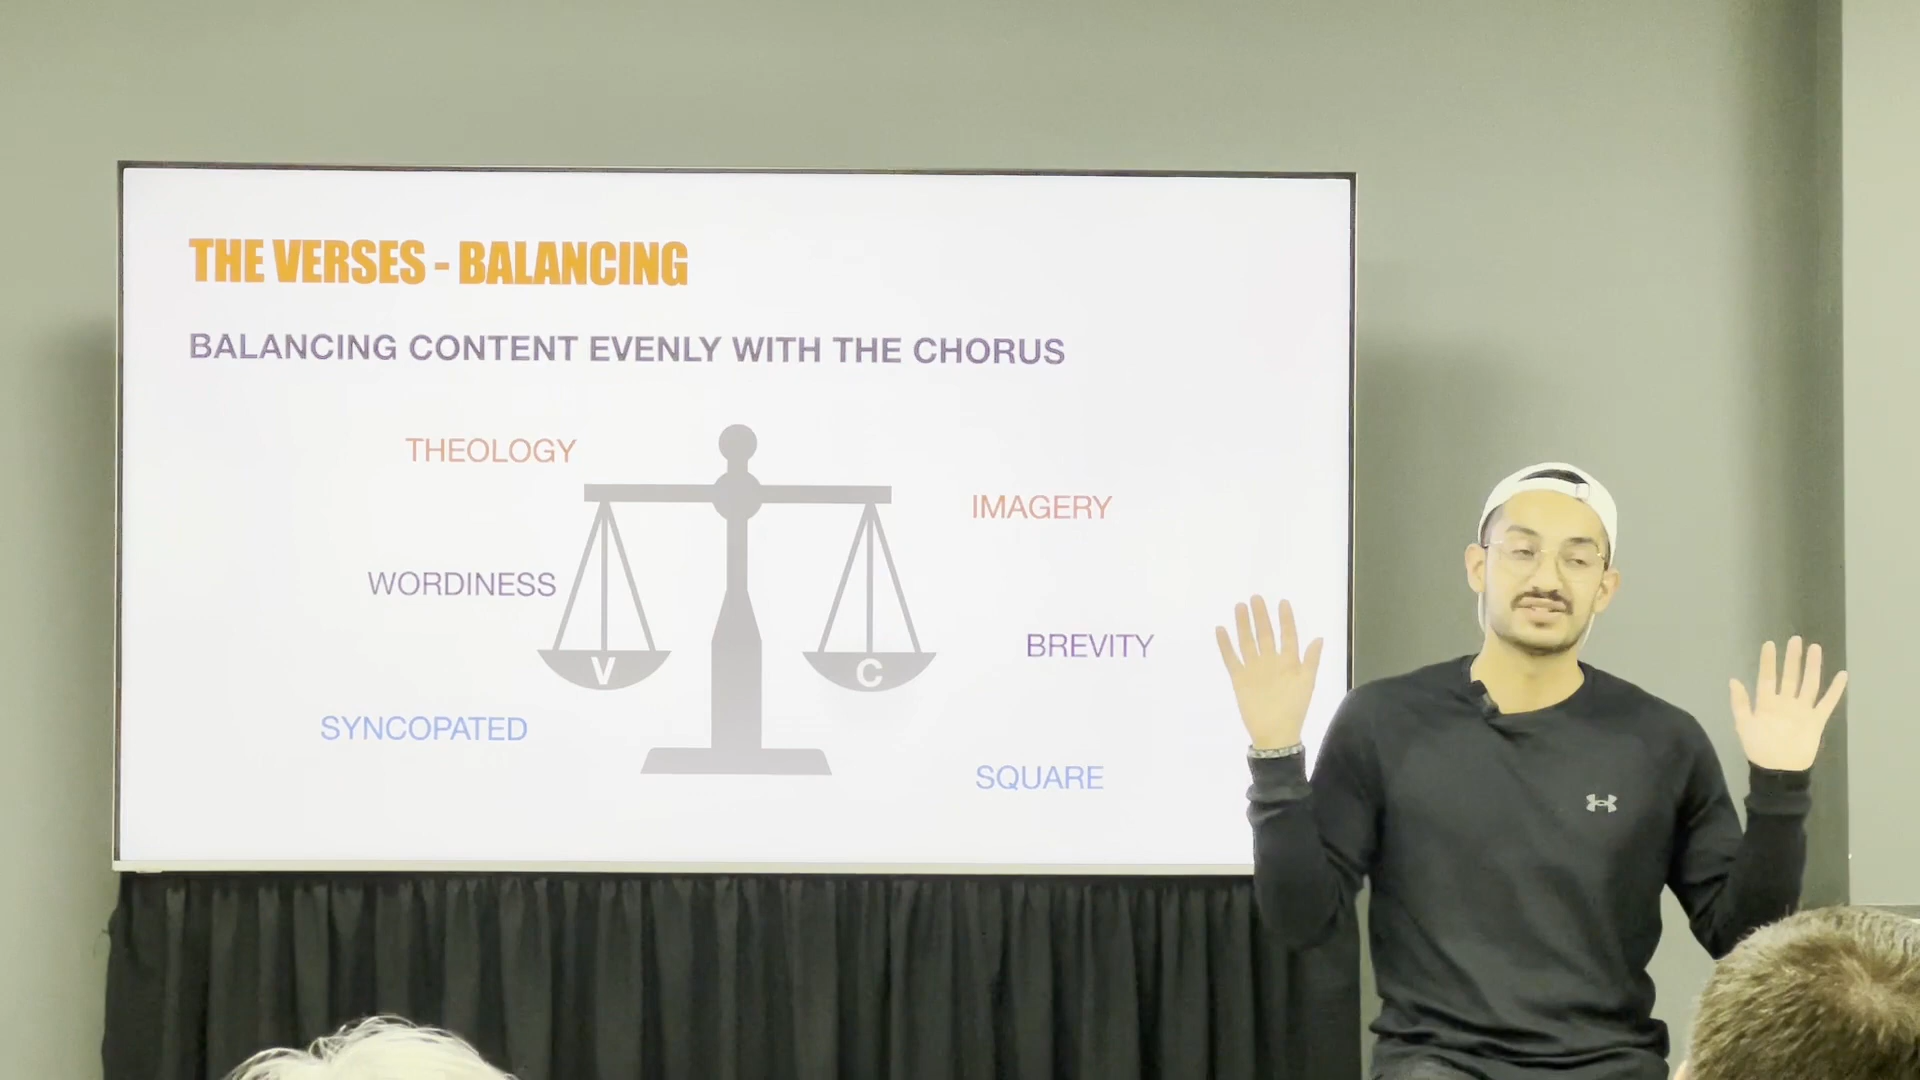 THE VERSES - BALANCING
BALANCING CONTENT EVENLY WITH THE CHORUS
THEOLOGY
IMAGERY
WORDINESS
BREVITY
V
C
SYNCOPATED
SQUARE